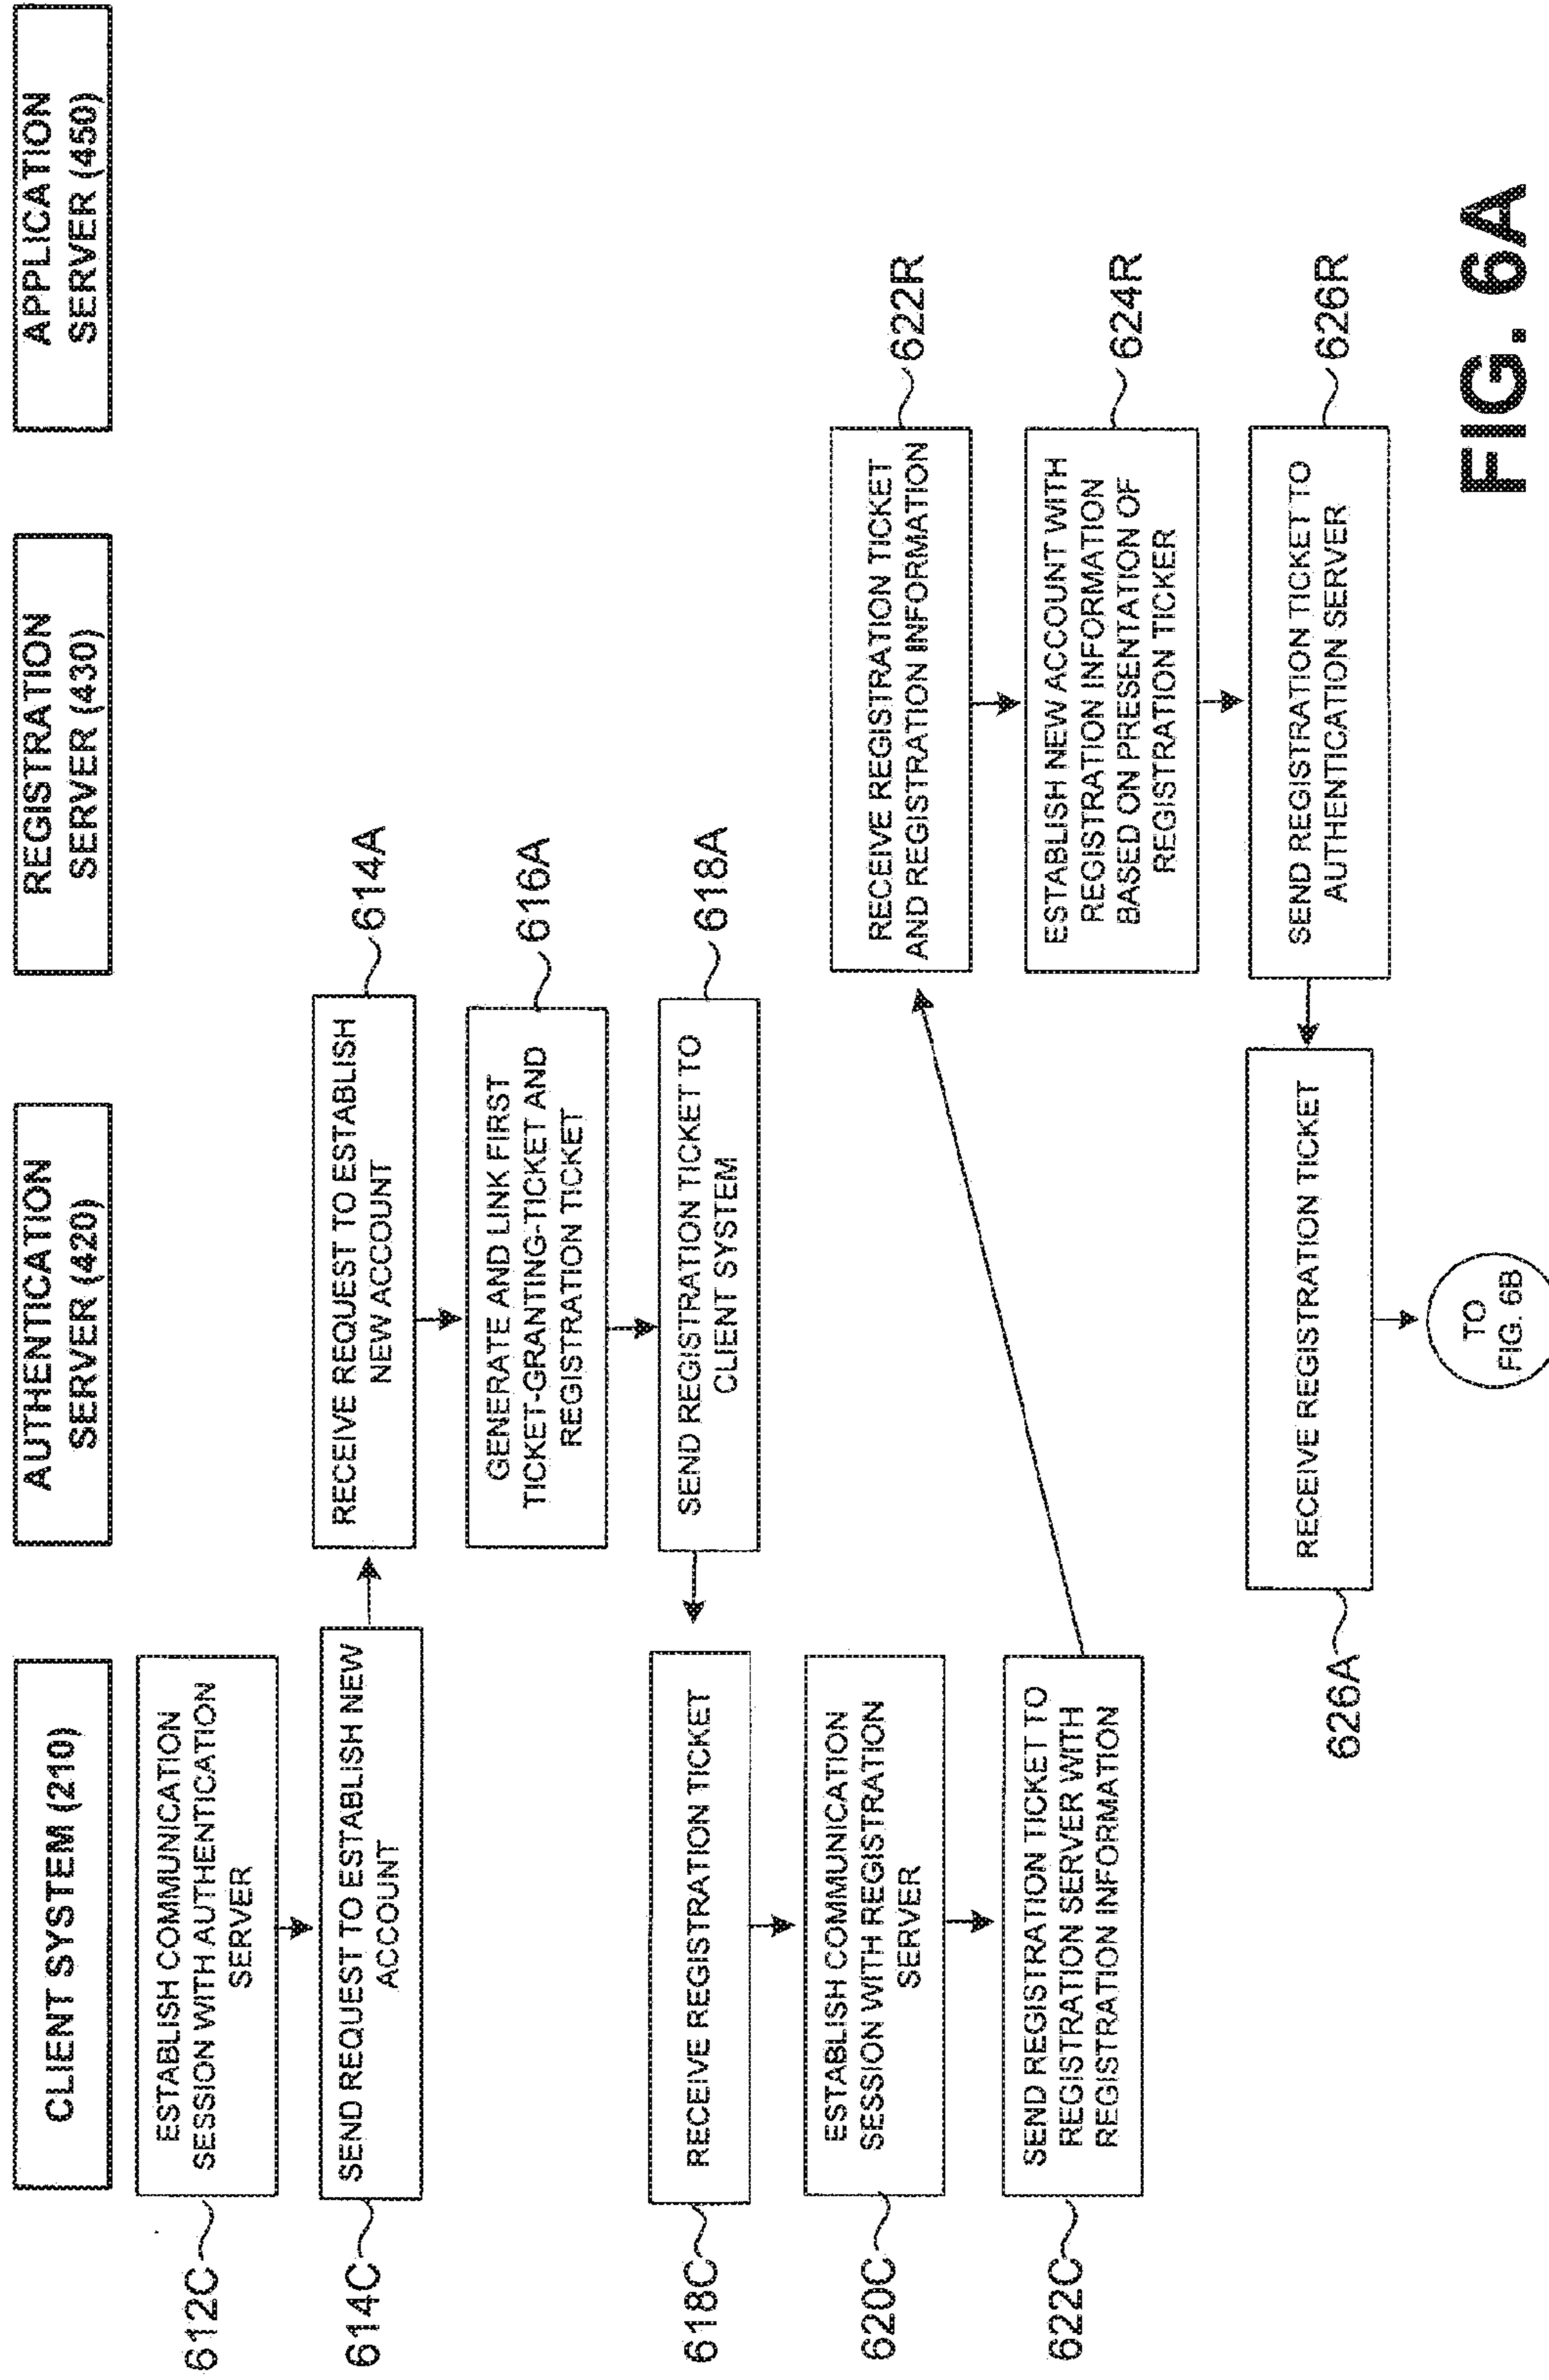 CLIENT SYSTEM (210)
AUTHENTICATION
SERVER (420)
REGISTRATION
SERVER (430)
APPLICATION
SERVER (450)
612C
ESTABLISH COMMUNICATION
SESSION WITH AUTHENTICATION
SERVER
614C
SEND REQUEST TO ESTABLISH NEW
ACCOUNT
RECEIVE REQUEST TO ESTABLISH
NEW ACCOUNT
614A
GENERATE AND LINK FIRST
TICKET-GRANTING-TICKET AND
REGISTRATION TICKET
616A
SEND REGISTRATION TICKET TO
CLIENT SYSTEM
618A
618C
RECEIVE REGISTRATION TICKET
620C
ESTABLISH COMMUNICATION
SESSION WITH REGISTRATION
SERVER
622C
SEND REGISTRATION TICKET TO
REGISTRATION SERVER WITH
REGISTRATION INFORMATION
RECEIVE REGISTRATION TICKET
AND REGISTRATION INFORMATION
622R
ESTABLISH NEW ACCOUNT WITH
REGISTRATION INFORMATION
BASED ON PRESENTATION OF
REGISTRATION TICKER
624R
SEND REGISTRATION TICKET TO
AUTHENTICATION SERVER
626R
626A
RECEIVE REGISTRATION TICKET
TO
FIG. 6B
FIG. 6A